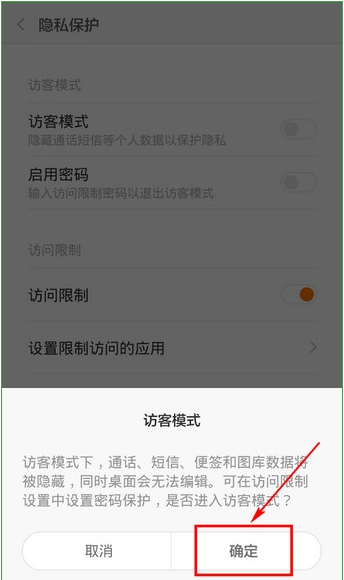 隐私保护
访客模式
访客模式
隐藏通话短信等个人数据以保护隐私
启用密码
输入访问限制密码以退出访客模式
访问限制
访问限制
设置限制访问的应用
访客模式
访客模式下，通话、短信、便签和图库数据将
被隐藏，同时桌面会无法编辑。可在访问限制
设置中设置密码保护，是否进入访客模式？
取消
确定